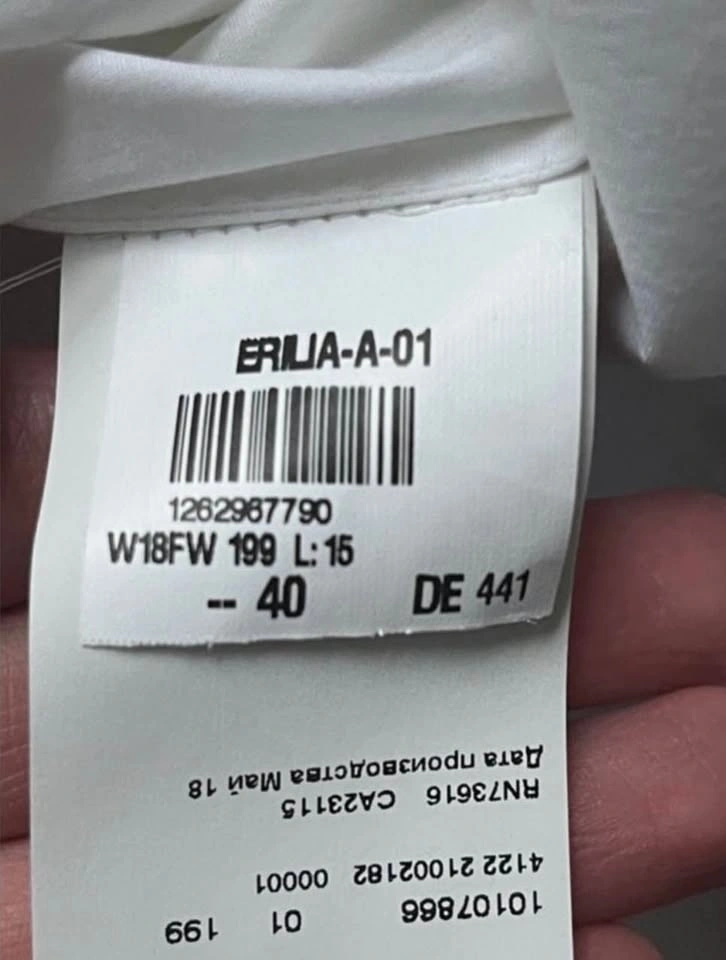 ERILIA-A-01
1262967790
W18FW 199 L: 15
-- 40 DE 441
10107866 01 199
4122 21002182 00001
RN73616 CA23115
Дата производства Май 18